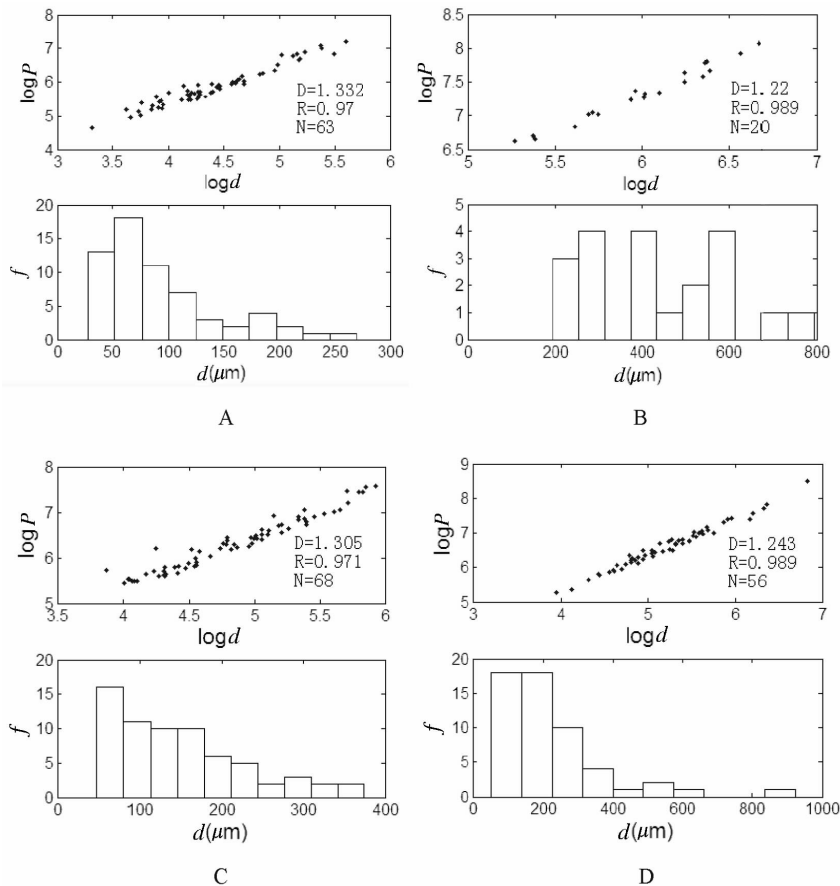 8
7
6
5
4
logP
D=1.332
R=0.97
N=63
3 3.5 4 4.5 5 5.5 6
logd
20
15
10
5
0
f
0 50 100 150 200 250 300
d(μm)
A
8.5
8
7.5
7
6.5
logP
D=1.22
R=0.989
N=20
5 5.5 6 6.5 7
logd
5
4
3
2
1
0
f
0 200 400 600 800
d(μm)
B
8
7
6
5
logP
D=1.305
R=0.971
N=68
3.5 4 4.5 5 5.5 6
logd
20
15
10
5
0
f
0 100 200 300 400
d(μm)
C
9
8
7
6
5
logP
D=1.243
R=0.989
N=56
3 4 5 6 7
logd
20
15
10
5
0
f
0 200 400 600 800 1000
d(μm)
D